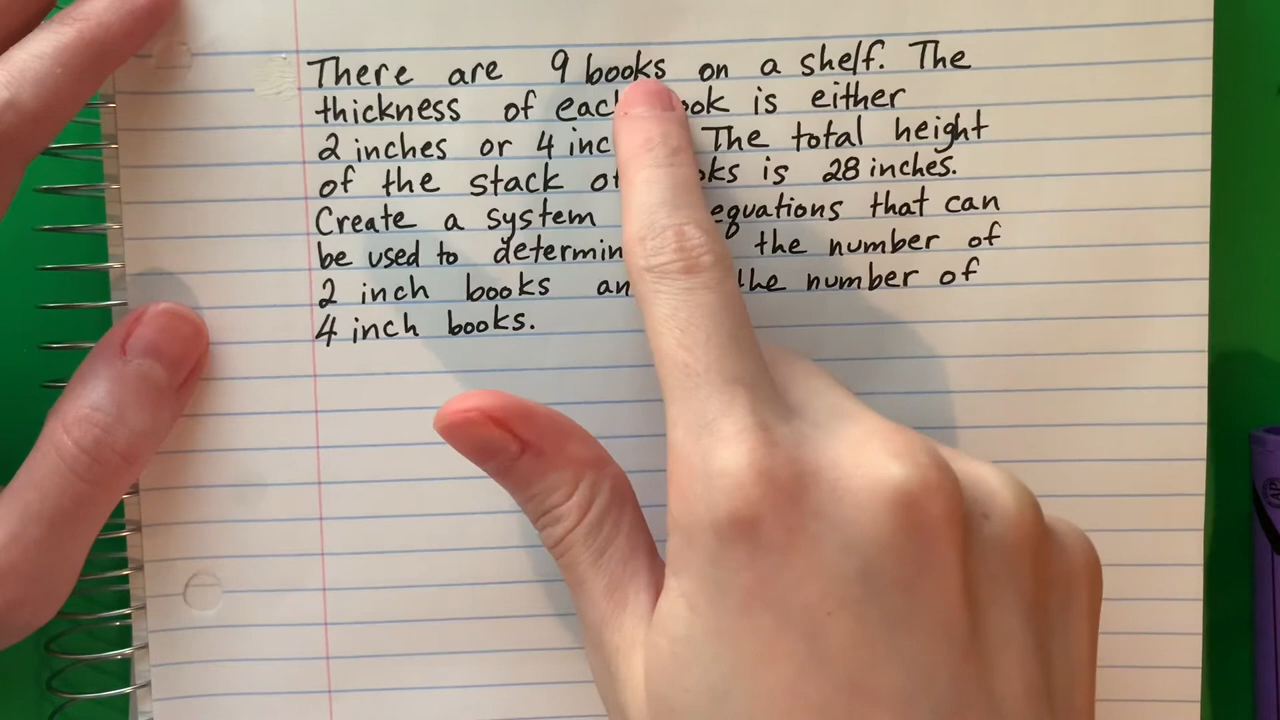 There are 9 books on a shelf. The
thickness of each book is either
2 inches or 4 inc The total height
of the stack of ks is 28 inches.
Create a system equations that can
be used to determin the number of
2 inch books an the number of
4 inch books.